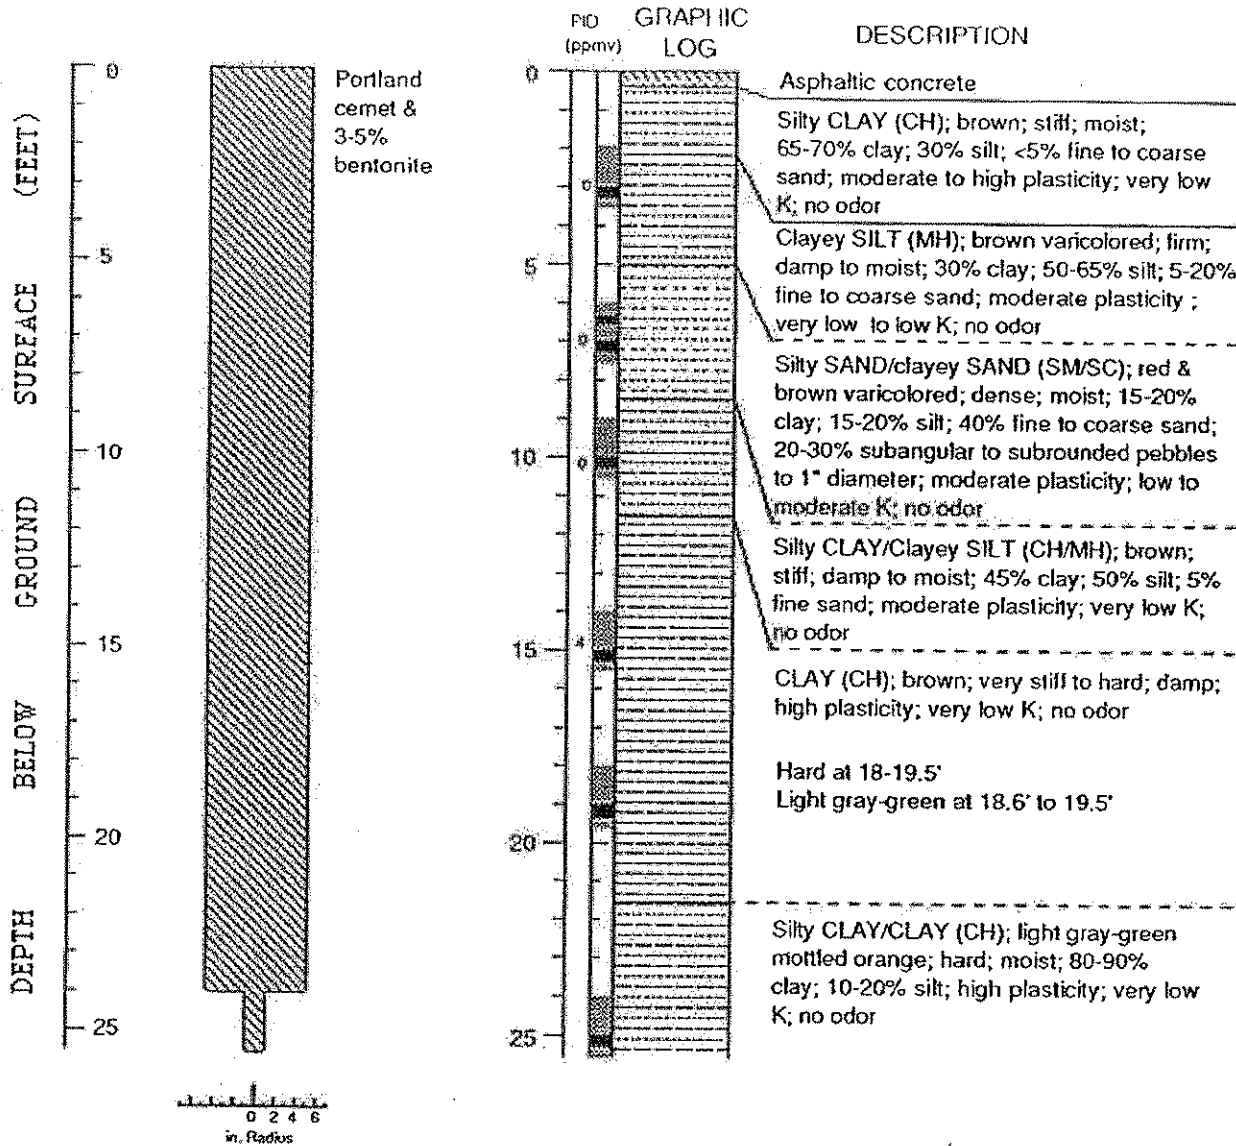 DEPTH BELOW GROUND SURFACE (FEET)
0
5
10
15
20
25
Portland
cemet &
3-5%
bentonite
0 2 4 6
in. Radius
PID
(ppmv)
GRAPHIC
LOG
DESCRIPTION
0
5
10
15
20
25
0
0
0
4
Asphaltic concrete
Silty CLAY (CH); brown; stiff; moist;
65-70% clay; 30% silt; <5% fine to coarse
sand; moderate to high plasticity; very low
K; no odor
Clayey SILT (MH); brown varicolored; firm;
damp to moist; 30% clay; 50-65% silt; 5-20%
fine to coarse sand; moderate plasticity ;
very low to low K; no odor
Silty SAND/clayey SAND (SM/SC); red &
brown varicolored; dense; moist; 15-20%
clay; 15-20% silt; 40% fine to coarse sand;
20-30% subangular to subrounded pebbles
to 1" diameter; moderate plasticity; low to
moderate K; no odor
Silty CLAY/Clayey SILT (CH/MH); brown;
stiff; damp to moist; 45% clay; 50% silt; 5%
fine sand; moderate plasticity; very low K;
no odor
CLAY (CH); brown; very stiff to hard; damp;
high plasticity; very low K; no odor
Hard at 18-19.5'
Light gray-green at 18.6' to 19.5'
Silty CLAY/CLAY (CH); light gray-green
mottled orange; hard; moist; 80-90%
clay; 10-20% silt; high plasticity; very low
K; no odor